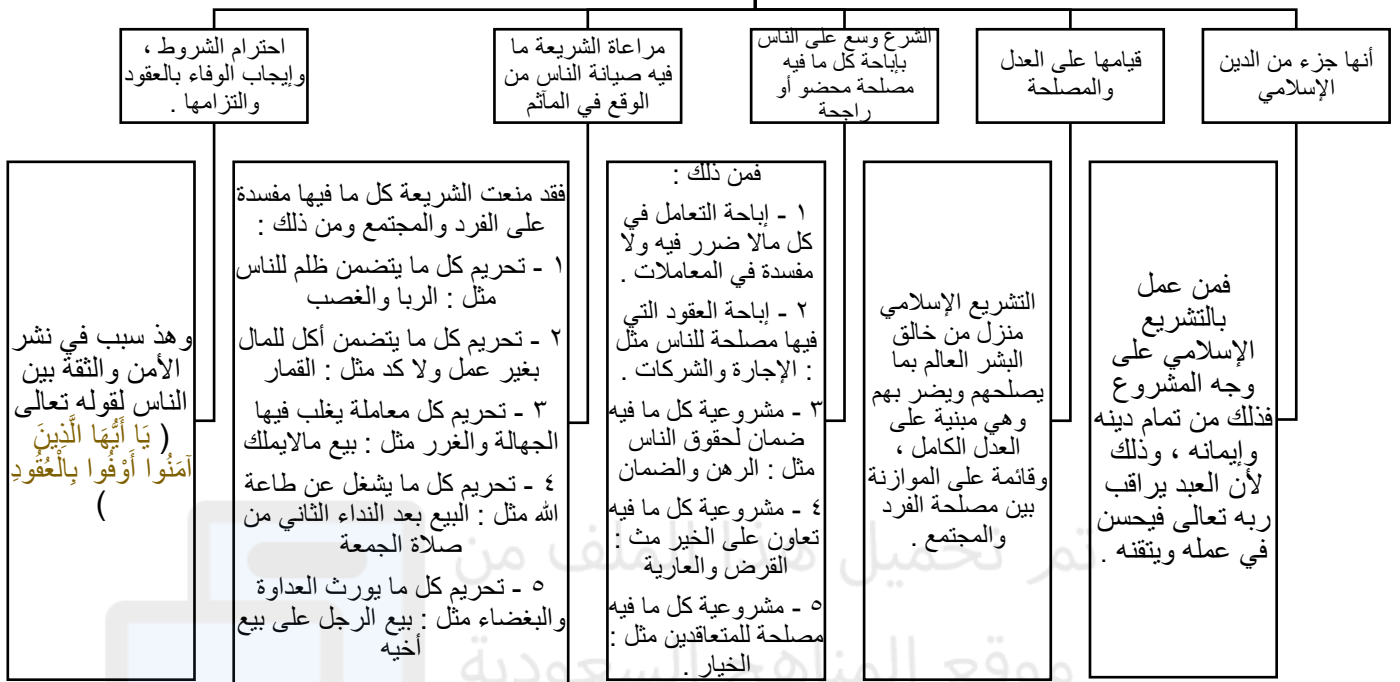 أنها جزء من الدين
الإسلامي
قيامها على العدل
والمصلحة
الشرع وسع على الناس
بإباحة كل ما فيه
مصلحة محضو أو
راجحة
مراعاة الشريعة ما
فيه صيانة الناس من
الوقع في المآثم
احترام الشروط ،
وإيجاب الوفاء بالعقود
والتزامها .
فمن عمل
بالتشريع
الإسلامي على
وجه المشروع
فذلك من تمام دينه
وإيمانه ، وذلك
لأن العبد يراقب
ربه تعالى فيحسن
في عمله ويتقنه .
التشريع الإسلامي
منزل من خالق
البشر العالم بما
يصلحهم ويضر بهم
وهي مبنية على
العدل الكامل ،
وقائمة على الموازنة
بين مصلحة الفرد
والمجتمع .
فمن ذلك :
١ - إباحة التعامل في
كل مالا ضرر فيه ولا
مفسدة في المعاملات .
٢ - إباحة العقود التي
فيها مصلحة للناس مثل
: الإجارة والشركات .
٣ - مشروعية كل ما فيه
ضمان لحقوق الناس
مثل : الرهن والضمان
٤ - مشروعية كل ما فيه
تعاون على الخير مث :
القرض والعارية
٥ - مشروعية كل ما فيه
مصلحة للمتعاقدين مثل :
الخيار .
فقد منعت الشريعة كل ما فيها مفسدة
على الفرد والمجتمع ومن ذلك :
١ - تحريم كل ما يتضمن ظلم للناس
مثل : الربا والغصب
٢ - تحريم كل ما يتضمن أكل للمال
بغير عمل ولا كد مثل : القمار
٣ - تحريم كل معاملة يغلب فيها
الجهالة والغرر مثل : بيع مالايملك
٤ - تحريم كل ما يشغل عن طاعة
الله مثل : البيع بعد النداء الثاني من
صلاة الجمعة
٥ - تحريم كل ما يورث العداوة
والبغضاء مثل : بيع الرجل على بيع
أخيه
وهذ سبب في نشر
الأمن والثقة بين
الناس لقوله تعالى
( يَا أَيُّهَا الَّذِينَ
آمَنُوا أَوْفُوا بِالْعُقُودِ
)
تم تحميل هذا الملف من
موقع المناهج السعودية